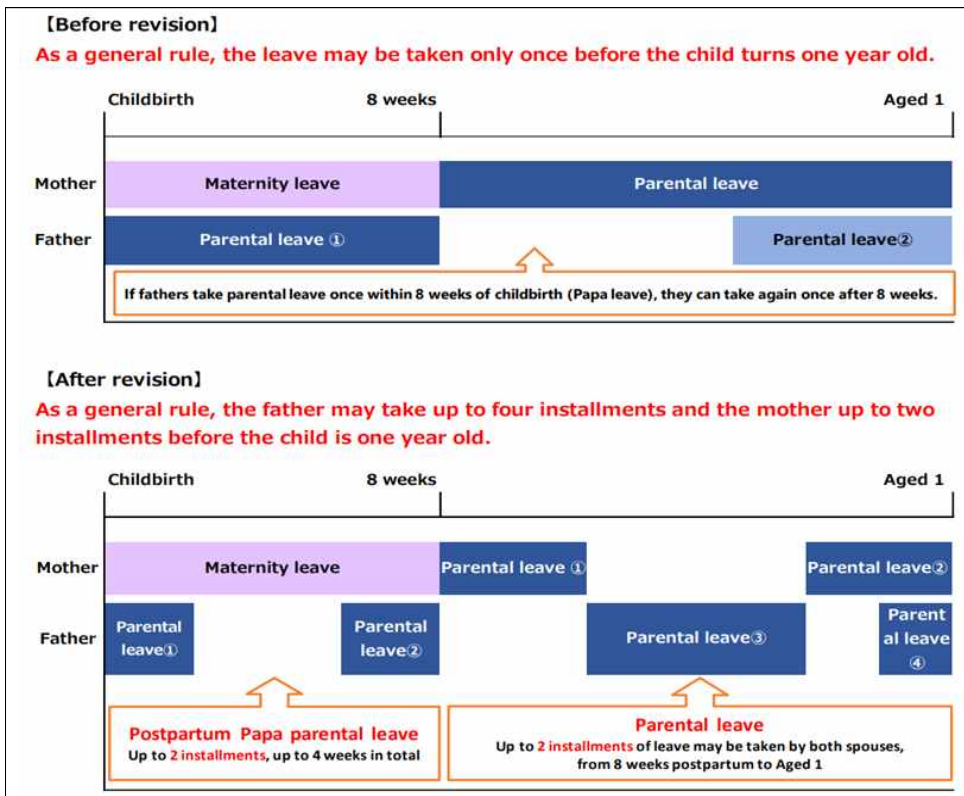 【Before revision】
As a general rule, the leave may be taken only once before the child turns one year old.
Childbirth 8 weeks Aged 1
Mother Maternity leave Parental leave
Father Parental leave ① Parental leave②
If fathers take parental leave once within 8 weeks of childbirth (Papa leave), they can take again once after 8 weeks.
【After revision】
As a general rule, the father may take up to four installments and the mother up to two
installments before the child is one year old.
Childbirth 8 weeks Aged 1
Mother Maternity leave Parental leave ① Parental leave②
Father
Parental
leave①
Parental
leave②
Parental leave③
Parent
al leave
④
Postpartum Papa parental leave
Up to 2 installments, up to 4 weeks in total
Parental leave
Up to 2 installments of leave may be taken by both spouses,
from 8 weeks postpartum to Aged 1